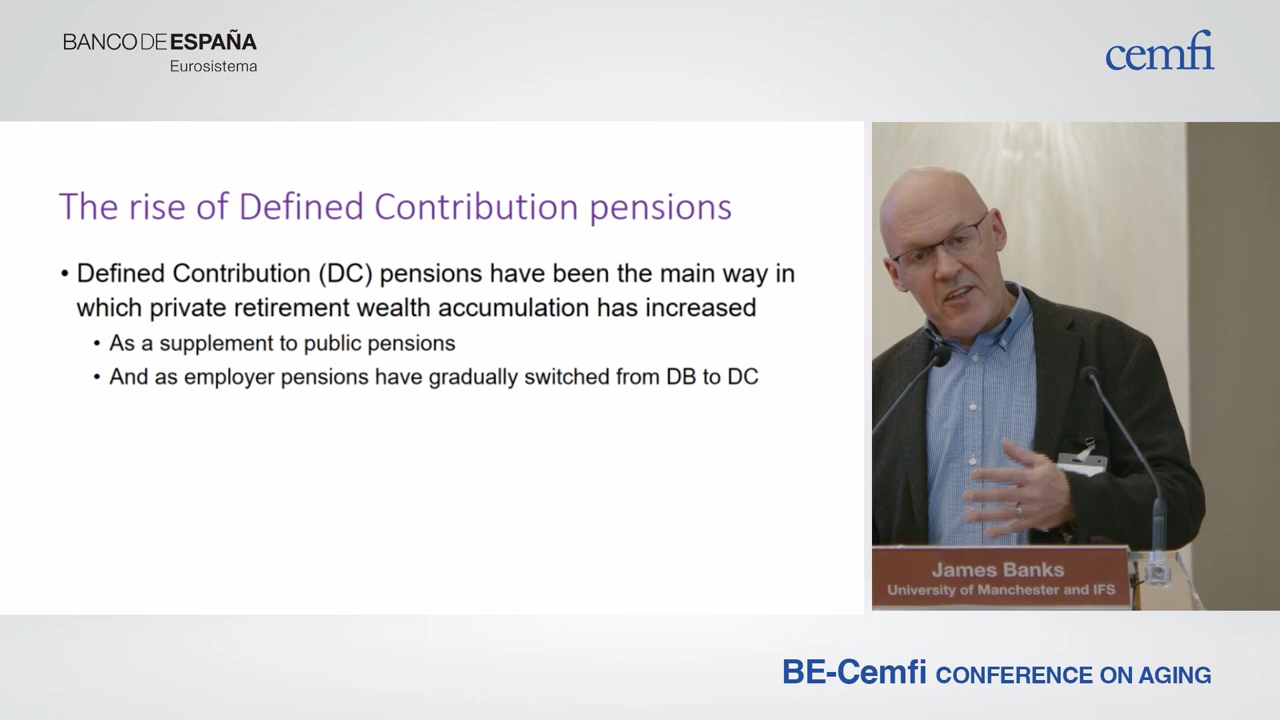 BANCO DE ESPAÑA
Eurosistema
cemfi
The rise of Defined Contribution pensions
• Defined Contribution (DC) pensions have been the main way in
which private retirement wealth accumulation has increased
• As a supplement to public pensions
• And as employer pensions have gradually switched from DB to DC
James Banks
University of Manchester and IFS
BE-Cemfi CONFERENCE ON AGING